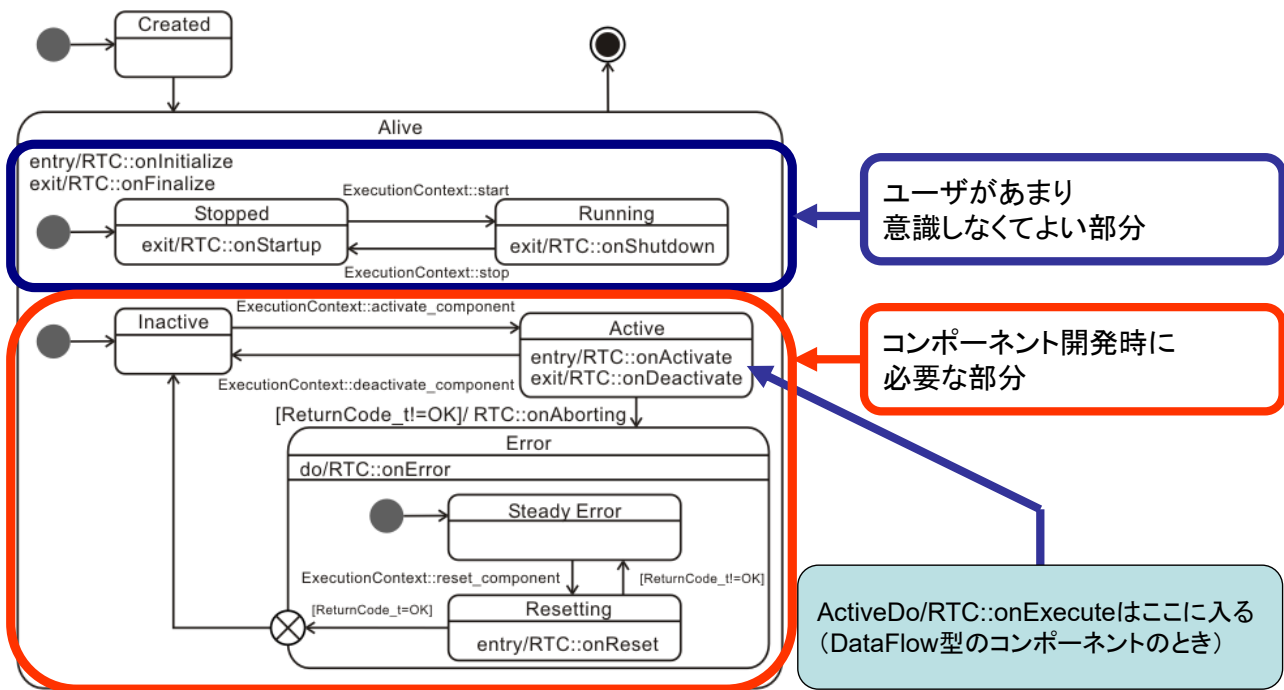 Created
Alive
entry/RTC::onInitialize
exit/RTC::onFinalize
ExecutionContext::start
Stopped
Running
exit/RTC::onStartup
exit/RTC::onShutdown
ExecutionContext::stop
ユーザがあまり
意識しなくてよい部分
ExecutionContext::activate_component
Inactive
Active
entry/RTC::onActivate
exit/RTC::onDeactivate
ExecutionContext::deactivate_component
コンポーネント開発時に
必要な部分
[ReturnCode_t!=OK]/ RTC::onAborting
Error
do/RTC::onError
Steady Error
ExecutionContext::reset_component
[ReturnCode_t!=OK]
[ReturnCode_t=OK]
Resetting
entry/RTC::onReset
ActiveDo/RTC::onExecuteはここに入る
（DataFlow型のコンポーネントのとき）